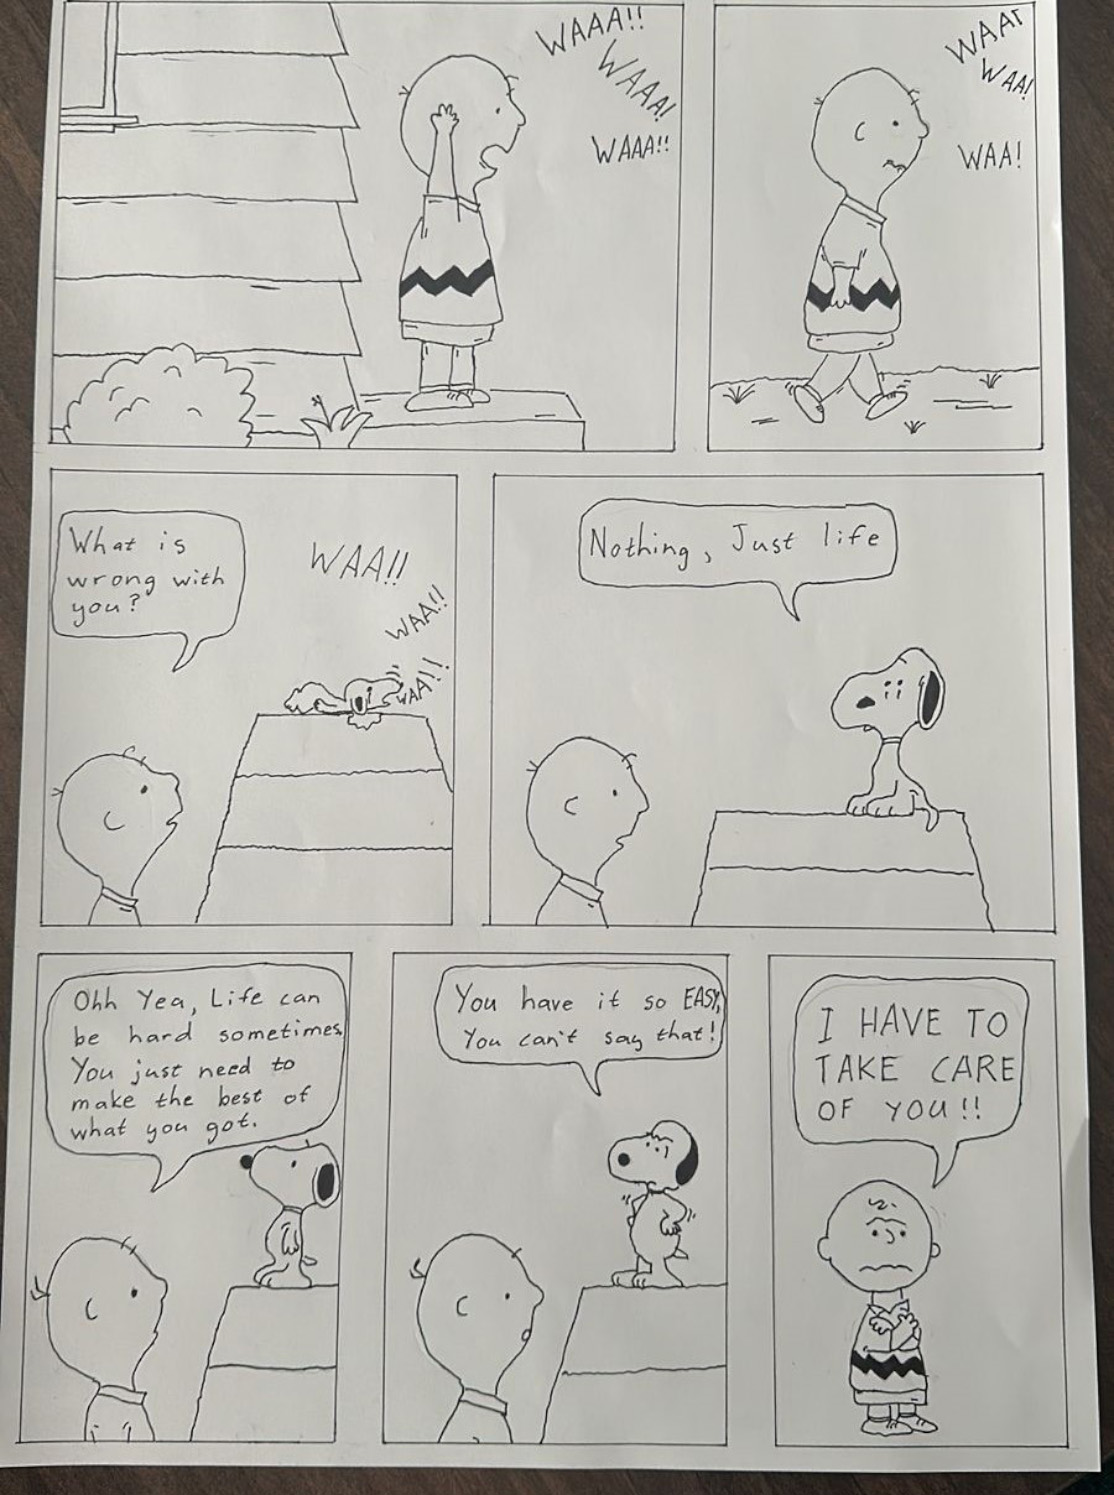 WAAA!!
WAAA!
WAAA!!
WAA!
WAA!
What is
wrong with
you?
WAA!!
WAA!!
WAA!!
Nothing, Just life
Ohh Yea, Life can
be hard sometimes.
You just need to
make the best of
what you got.
You have it so EASY,
You can't say that!
I HAVE TO
TAKE CARE
OF YOU!!